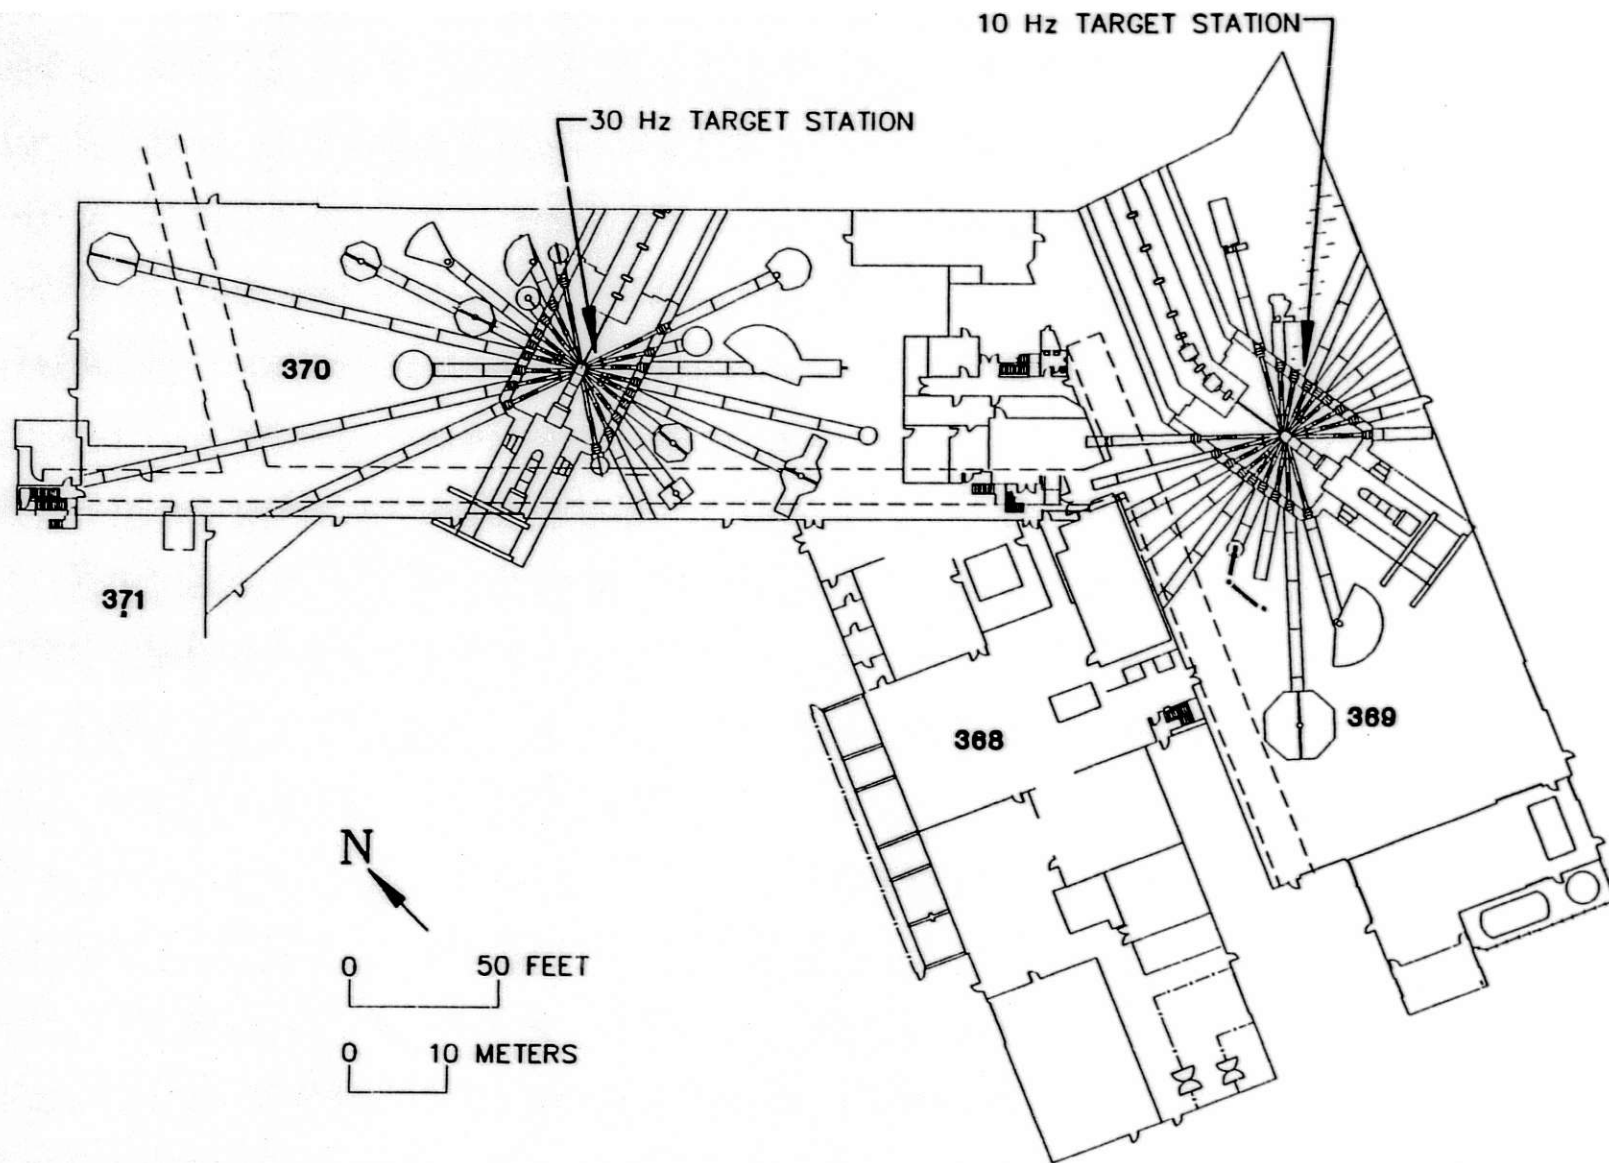 10 Hz TARGET STATION
30 Hz TARGET STATION
370
371
368
369
N
0 50 FEET
0 10 METERS